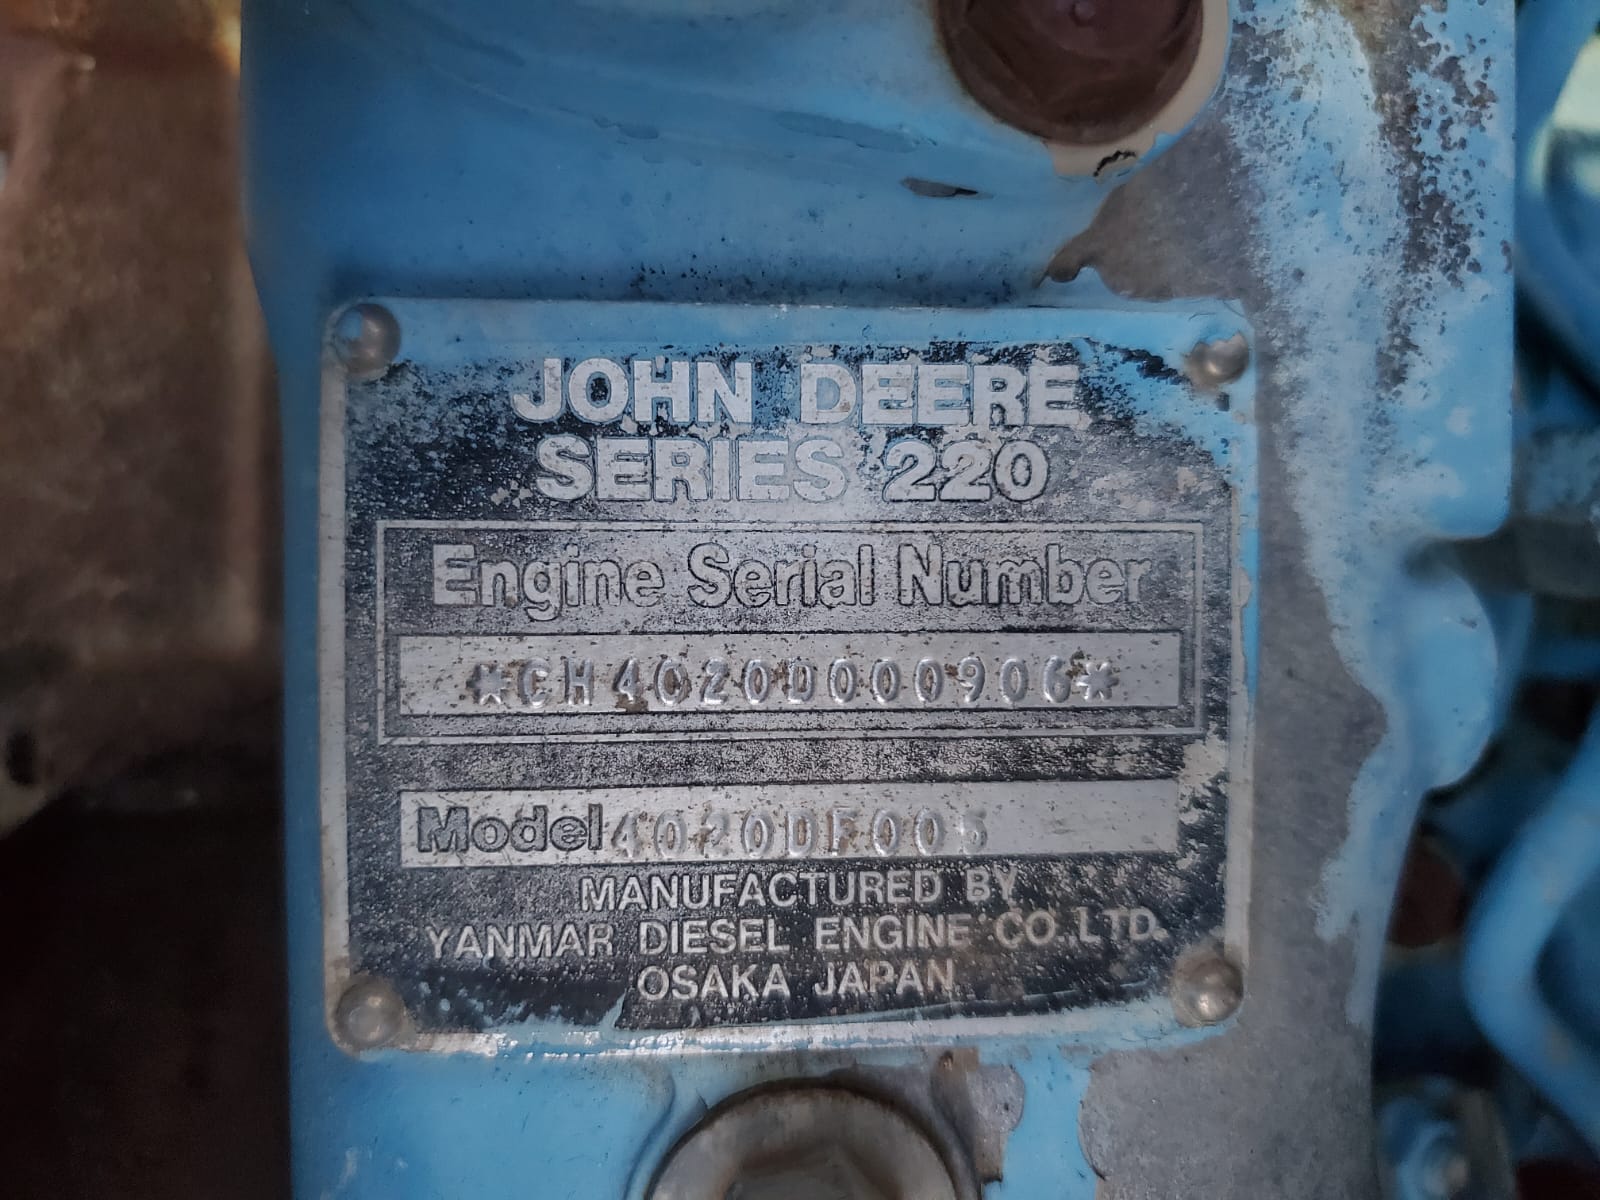 JOHN DEERE
SERIES 220
Engine Serial Number
*CH4020D000906*
Model 4020DF005
MANUFACTURED BY
YANMAR DIESEL ENGINE CO.,LTD.
OSAKA JAPAN